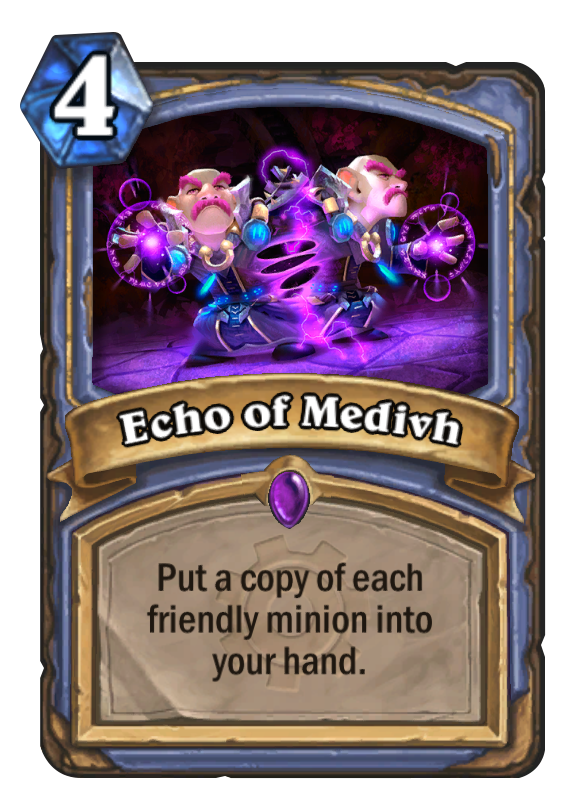 4
Echo of Medivh
Put a copy of each
friendly minion into
your hand.